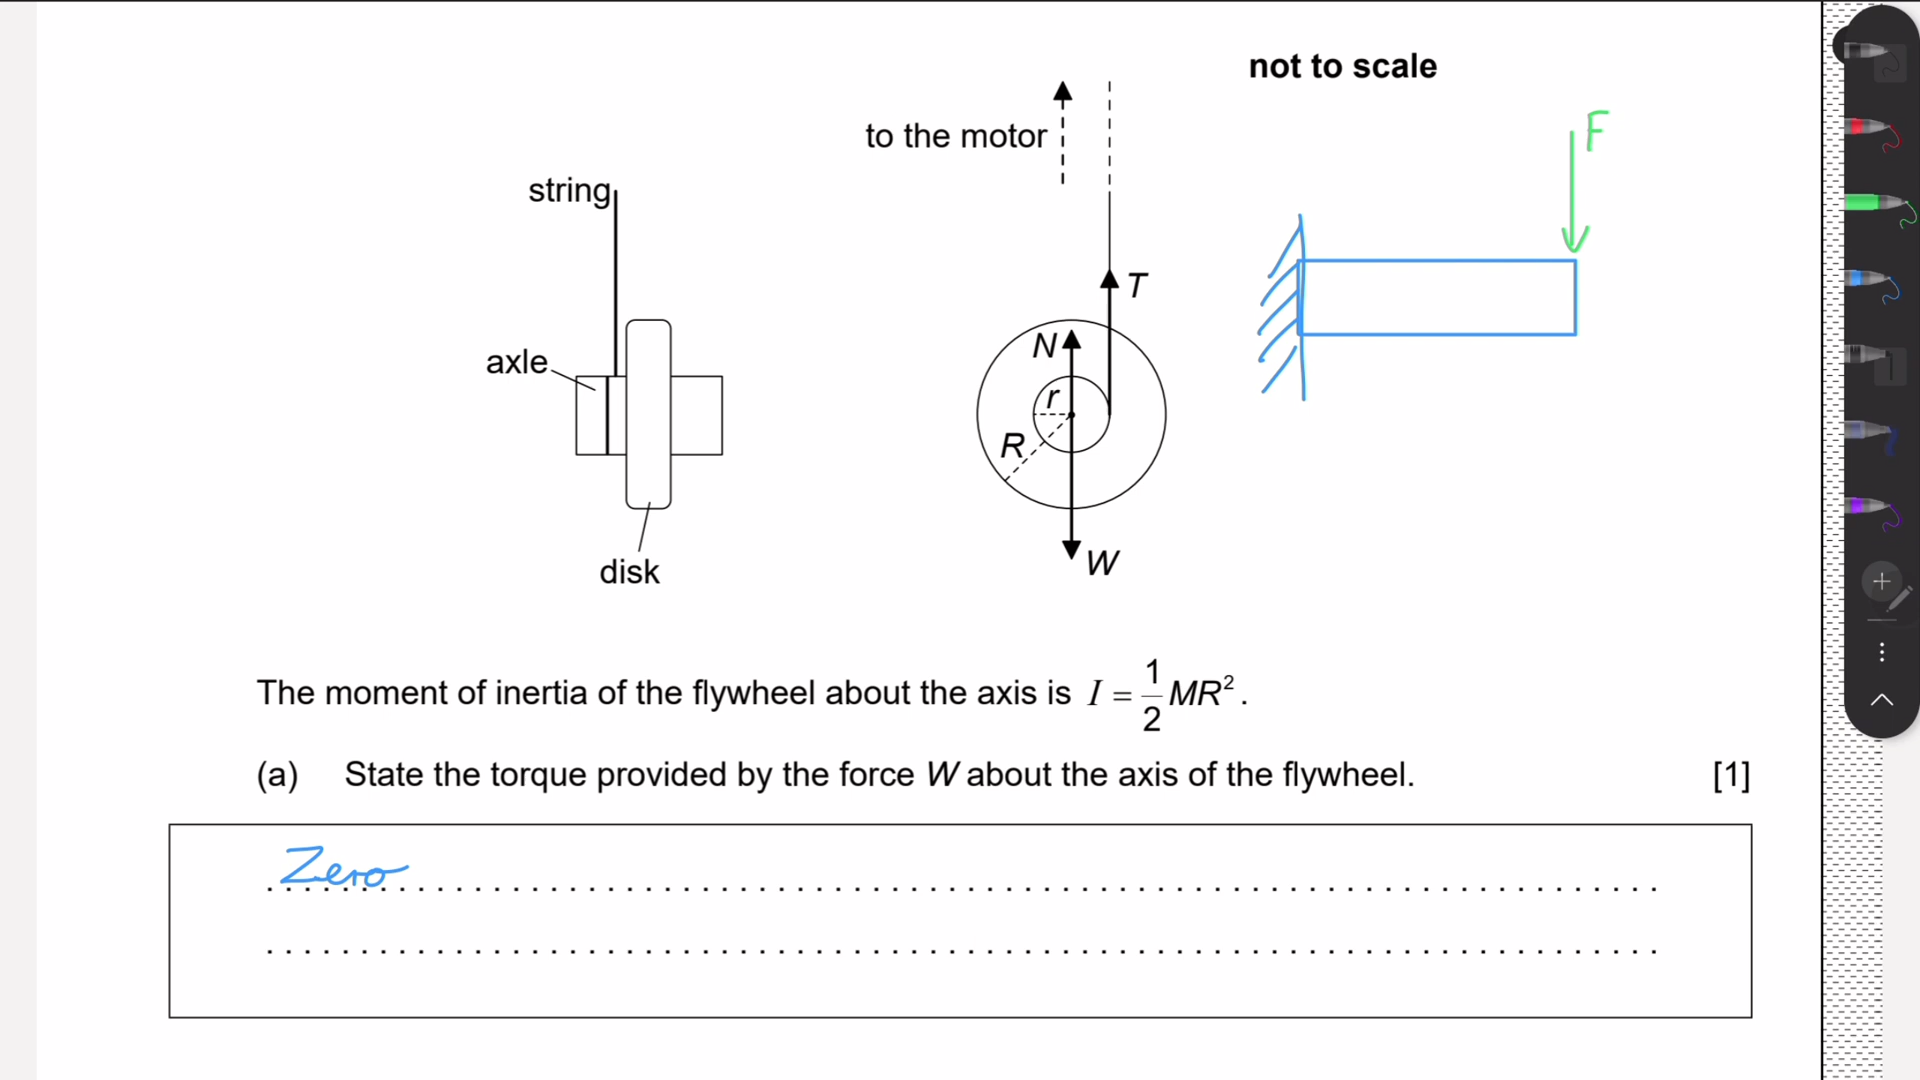 not to scale
F
to the motor
string
T
N
axle
r
R
W
disk
The moment of inertia of the flywheel about the axis is I = 1/2 MR².
(a) State the torque provided by the force W about the axis of the flywheel. [1]
Zero